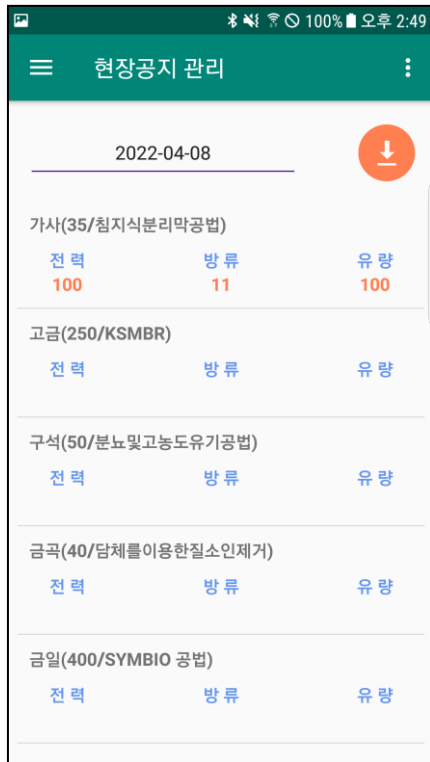 100% 오후 2:49
현장공지 관리
2022-04-08
가사(35/침지식분리막공법)
전 력 방 류 유 량
100 11 100
고금(250/KSMBR)
전 력 방 류 유 량
구석(50/분뇨및고농도유기공법)
전 력 방 류 유 량
금곡(40/담체를이용한질소인제거)
전 력 방 류 유 량
금일(400/SYMBIO 공법)
전 력 방 류 유 량